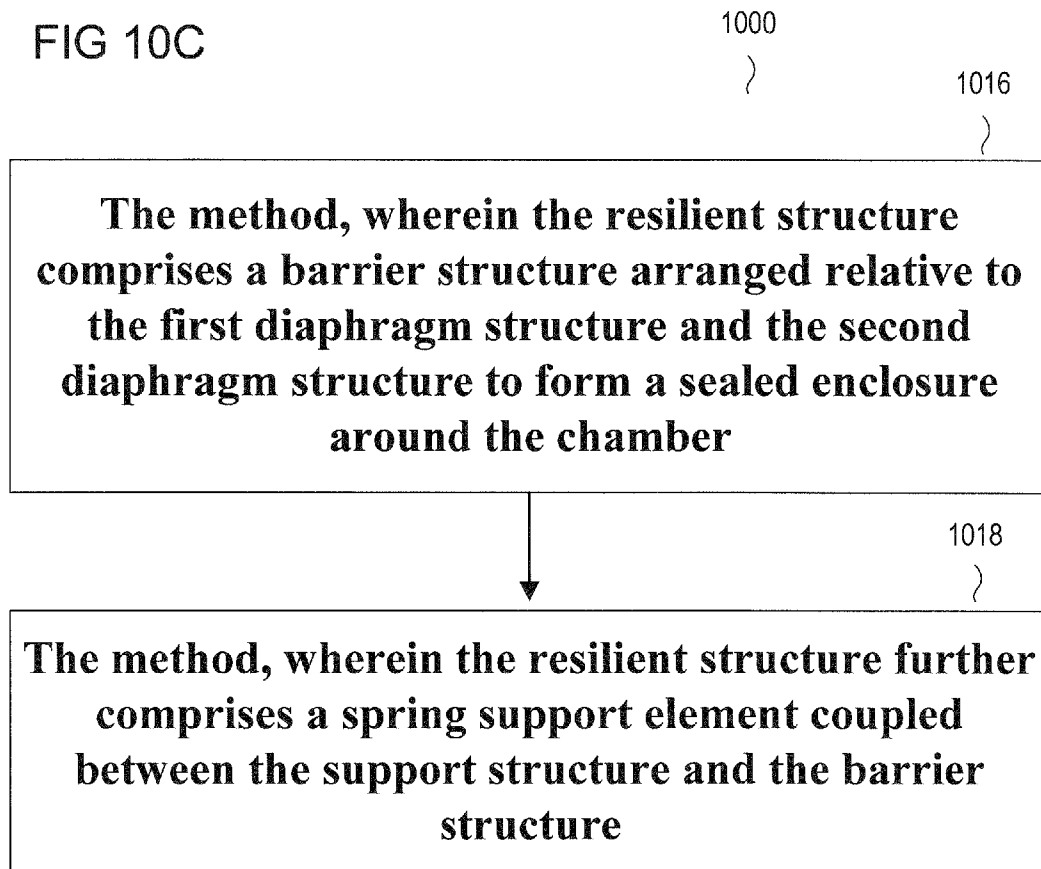 FIG 10C
1000
1016
The method, wherein the resilient structure
comprises a barrier structure arranged relative to
the first diaphragm structure and the second
diaphragm structure to form a sealed enclosure
around the chamber
1018
The method, wherein the resilient structure further
comprises a spring support element coupled
between the support structure and the barrier
structure